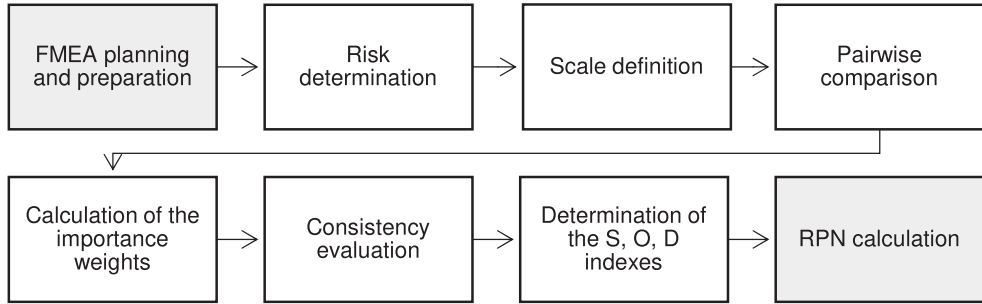 FMEA planning
and preparation
Risk
determination
Scale definition
Pairwise
comparison
Calculation of the
importance
weights
Consistency
evaluation
Determination of
the S, O, D
indexes
RPN calculation